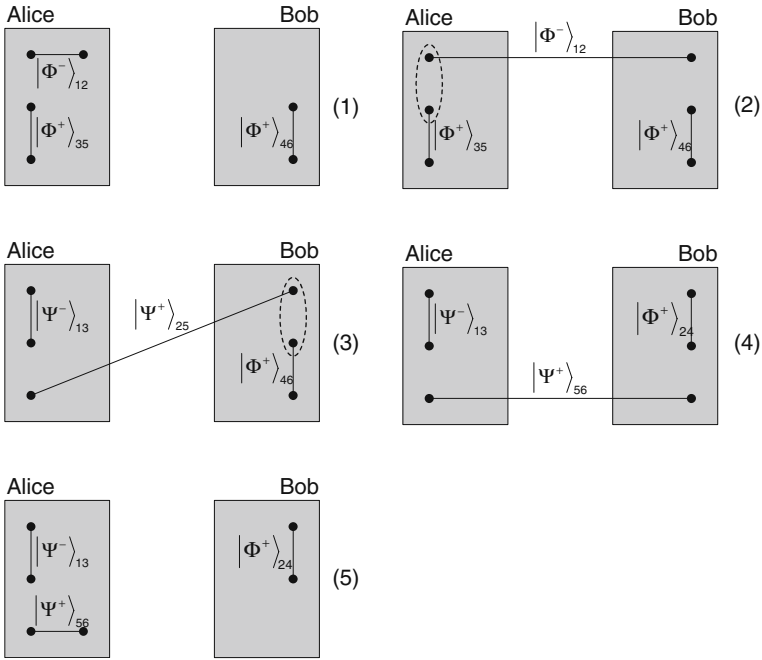 Alice Bob
|Φ⁻⟩₁₂
|Φ⁺⟩₃₅ |Φ⁺⟩₄₆ (1)
Alice Bob
|Φ⁻⟩₁₂
|Φ⁺⟩₃₅ |Φ⁺⟩₄₆ (2)
Alice Bob
|Ψ⁻⟩₁₃ |Ψ⁺⟩₂₅
|Φ⁺⟩₄₆ (3)
Alice Bob
|Ψ⁻⟩₁₃ |Φ⁺⟩₂₄ (4)
|Ψ⁺⟩₅₆
Alice Bob
|Ψ⁻⟩₁₃ |Φ⁺⟩₂₄ (5)
|Ψ⁺⟩₅₆